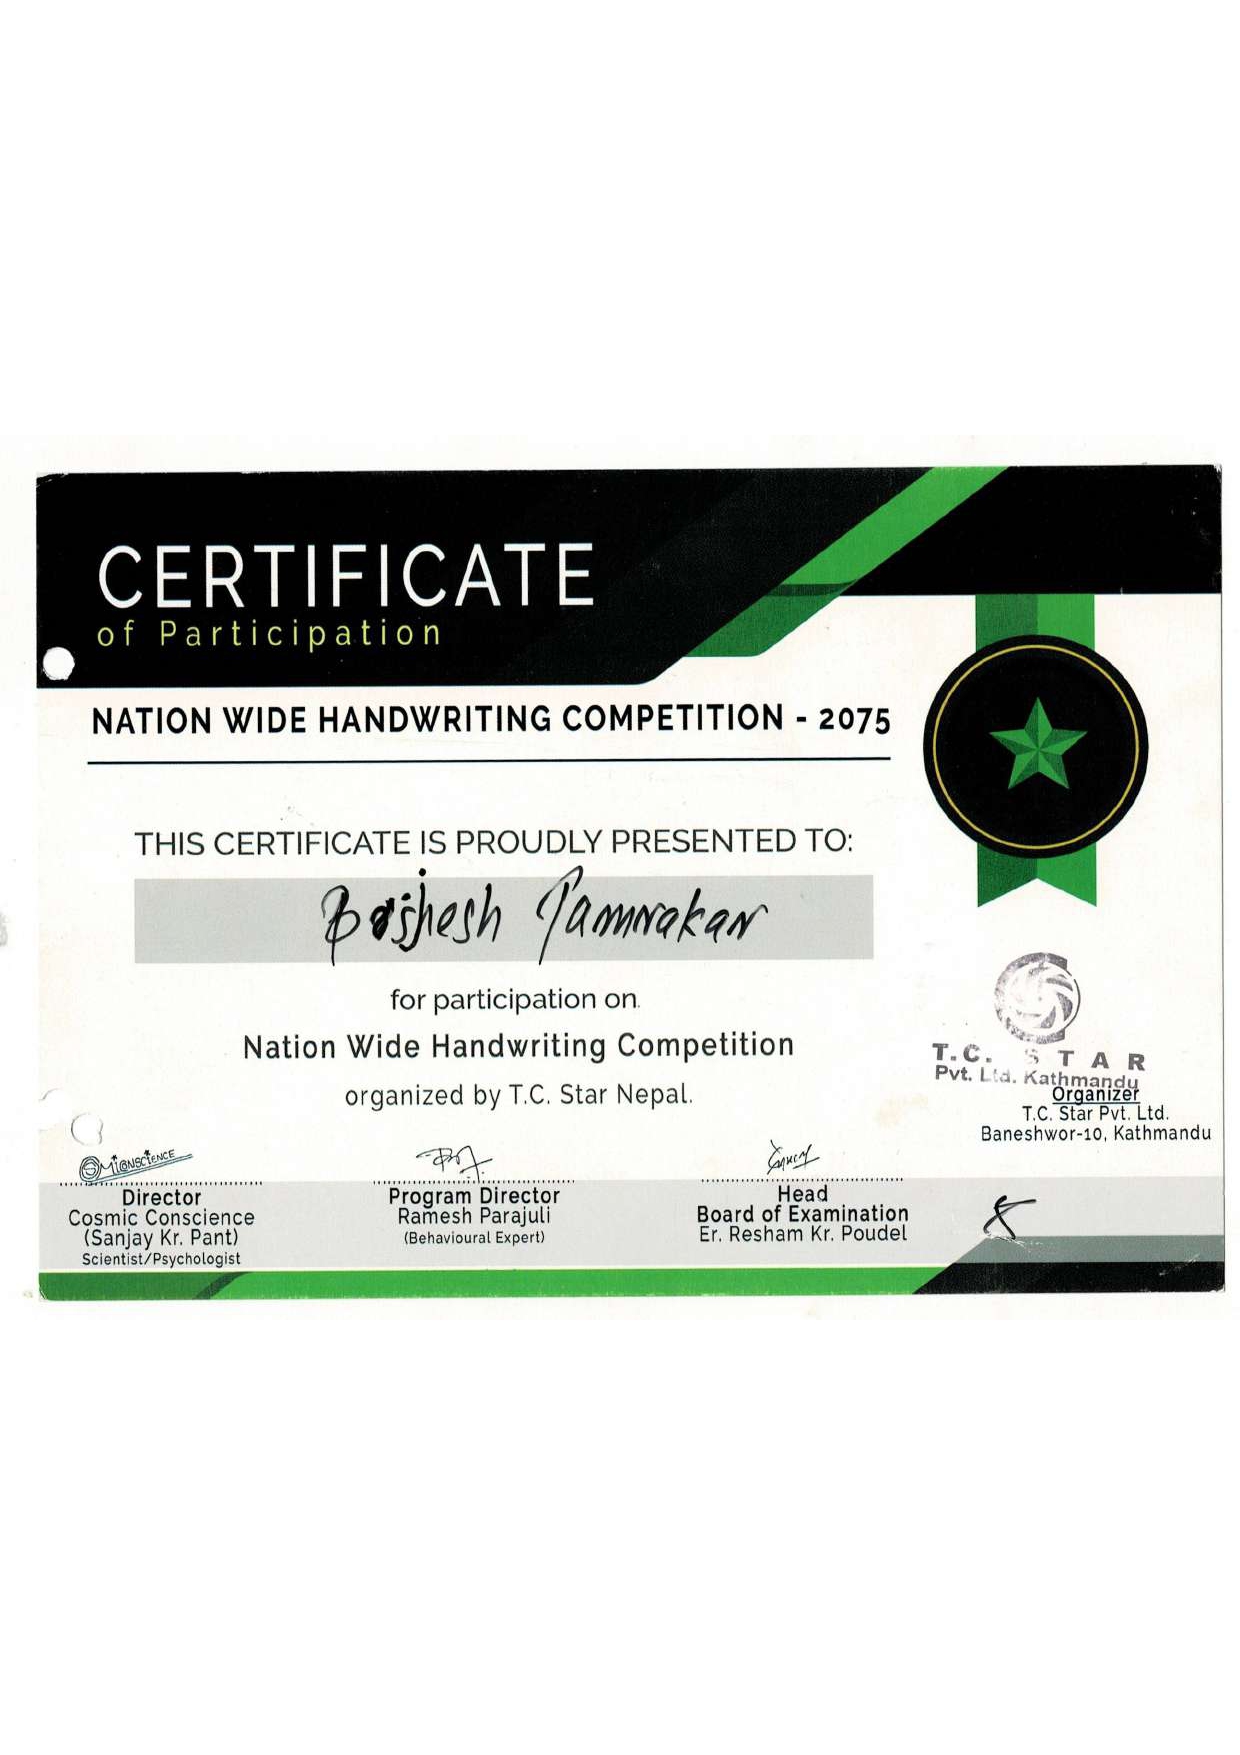 CERTIFICATE
of Participation
NATION WIDE HANDWRITING COMPETITION - 2075
THIS CERTIFICATE IS PROUDLY PRESENTED TO:
Tamrakar
for participation on.
Nation Wide Handwriting Competition
organized by T.C. Star Nepal.
T.C. STAR
Pvt. Ltd. Kathmandu
Organizer
T.C. Star Pvt. Ltd.
Baneshwor-10, Kathmandu
Director
Cosmic Conscience
(Sanjay Kr. Pant)
Scientist/Psychologist
Program Director
Ramesh Parajuli
(Behavioural Expert)
Head
Board of Examination
Er. Resham Kr. Poudel